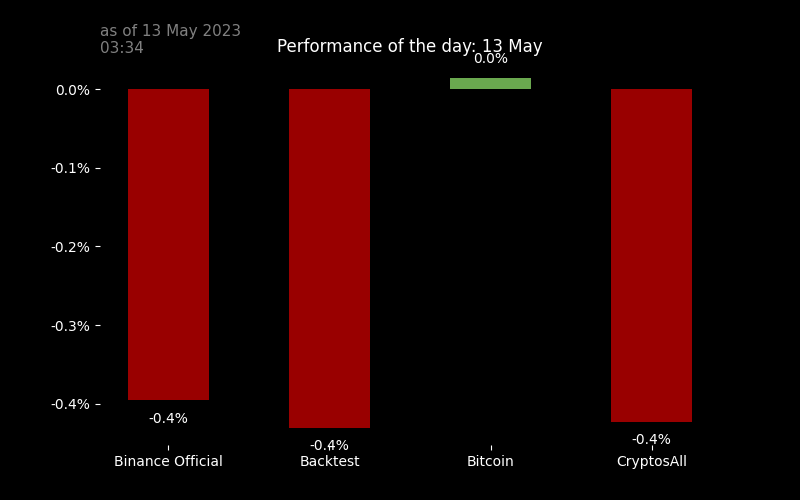 as of 13 May 2023
03:34
Performance of the day: 13 May
0.0%
0.0%
-0.1%
-0.2%
-0.3%
-0.4%
-0.4%
-0.4%
-0.4%
Binance Official
Backtest
Bitcoin
CryptosAll